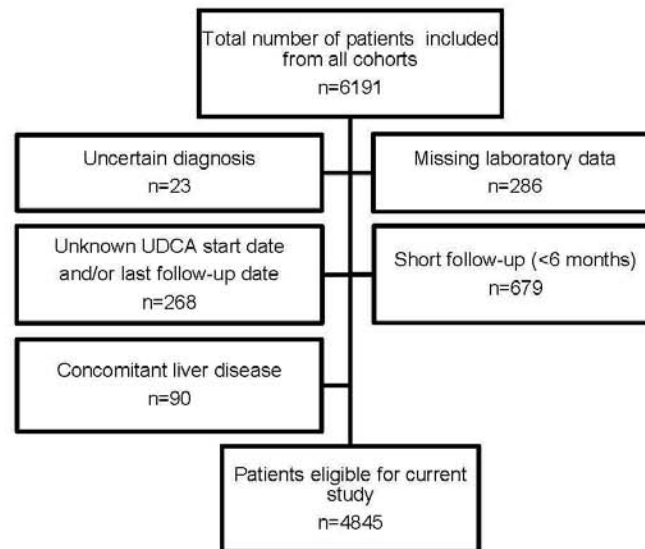 Total number of patients included
from all cohorts
n=6191
Uncertain diagnosis
n=23
Missing laboratory data
n=286
Unknown UDCA start date
and/or last follow-up date
n=268
Short follow-up (<6 months)
n=679
Concomitant liver disease
n=90
Patients eligible for current
study
n=4845